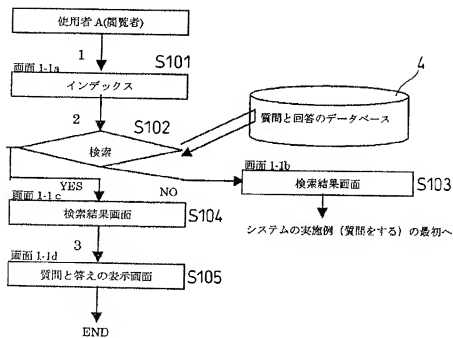 使用者 A(閲覧者)
1
画面 1-1a
S101
インデックス
4
2
S102
質問と回答のデータベース
検索
YES
NO
画面 1-1b
検索結果画面
S103
画面 1-1c
検索結果画面
S104
システムの実施例（質問をする）の最初へ
3
画面 1-1d
質問と答えの表示画面
S105
END